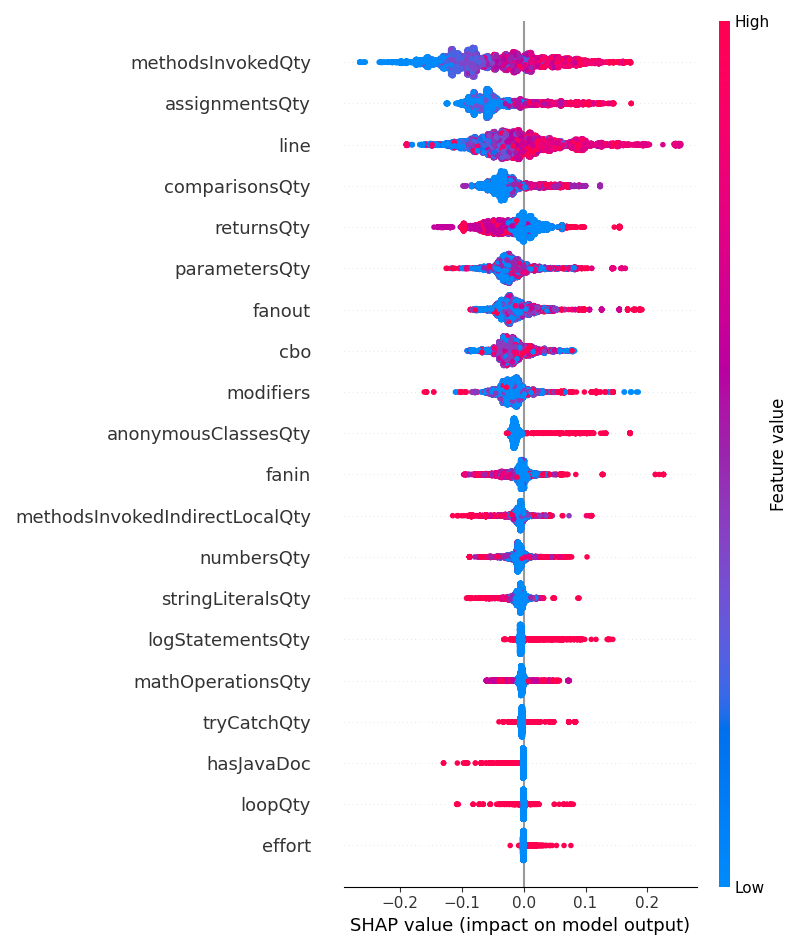 High
methodsInvokedQty
assignmentsQty
line
comparisonsQty
returnsQty
parametersQty
fanout
cbo
modifiers
anonymousClassesQty
fanin
methodsInvokedIndirectLocalQty
numbersQty
stringLiteralsQty
logStatementsQty
mathOperationsQty
tryCatchQty
hasJavaDoc
loopQty
effort
Feature value
Low
−0.2 −0.1 0.0 0.1 0.2
SHAP value (impact on model output)